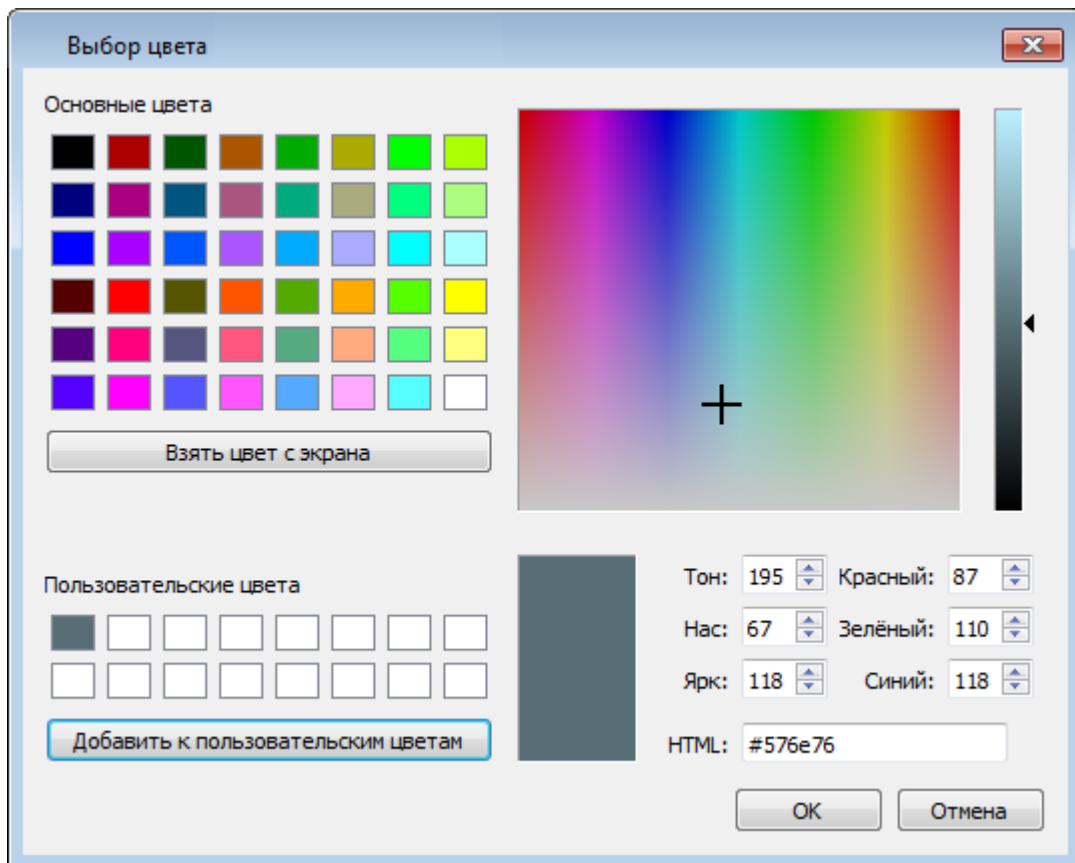 Выбор цвета
Основные цвета
Взять цвет с экрана
Пользовательские цвета
Добавить к пользовательским цветам
Тон: 195 Красный: 87
Нас: 67 Зелёный: 110
Ярк: 118 Синий: 118
HTML: #576e76
OK Отмена